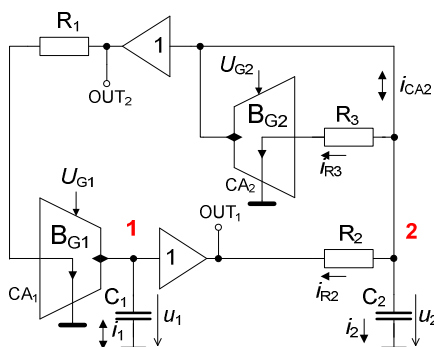 R1
1
OUT2
UG2
BG2
CA2
R3
iR3
iCA2
UG1
BG1
CA1
1
1
OUT1
R2
iR2
2
C1
i1
u1
C2
i2
u2